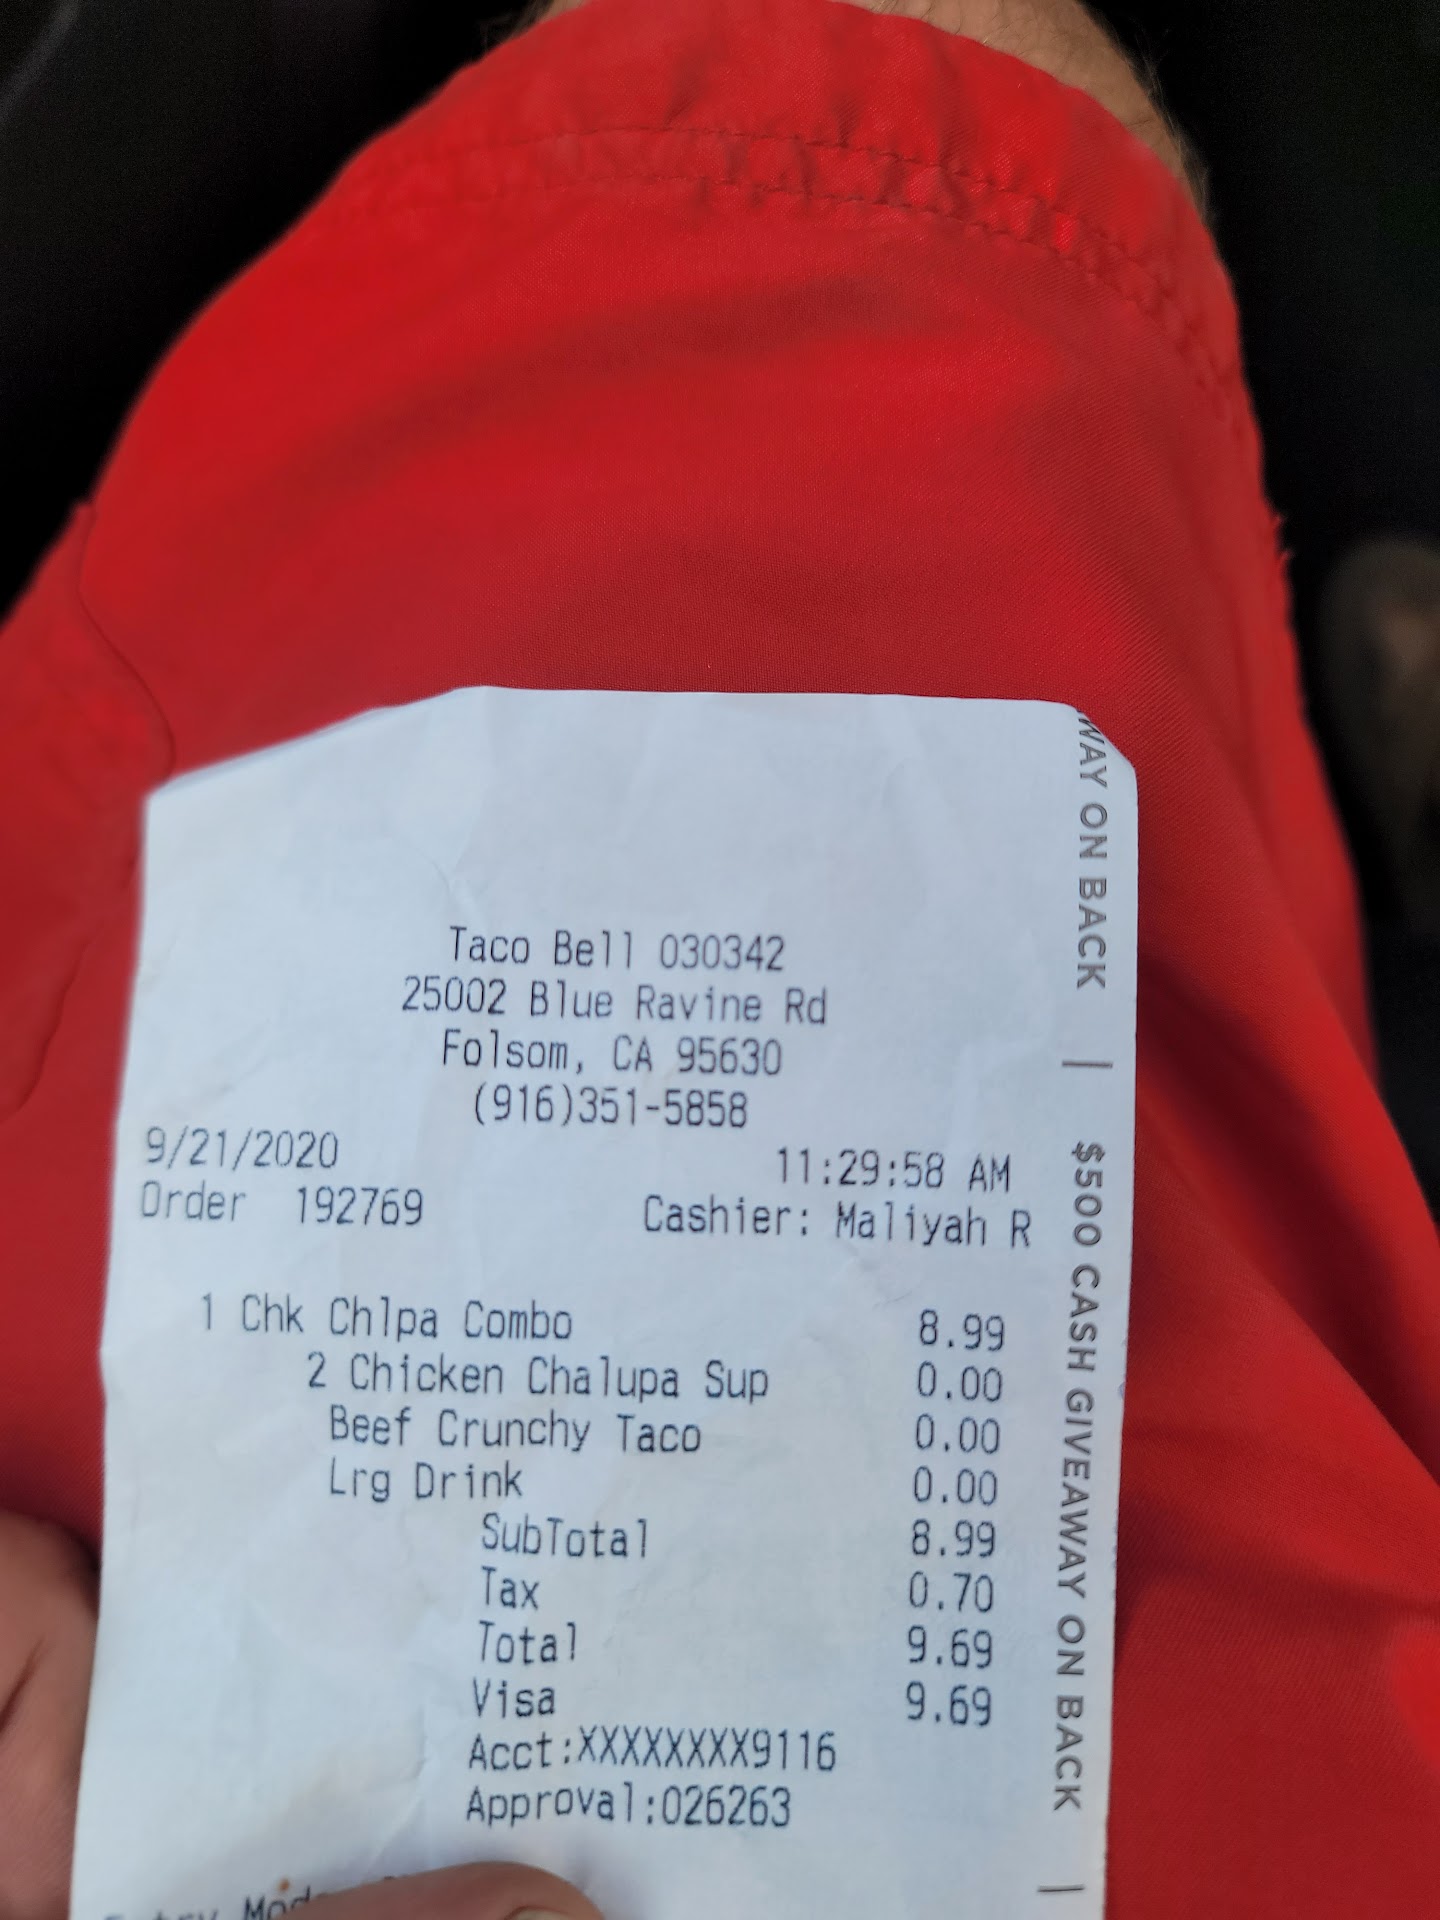 Taco Bell 030342
25002 Blue Ravine Rd
Folsom, CA 95630
(916)351-5858
9/21/2020 11:29:58 AM
Order 192769 Cashier: Maliyah R
1 Chk Chlpa Combo 8.99
2 Chicken Chalupa Sup 0.00
Beef Crunchy Taco 0.00
Lrg Drink 0.00
SubTotal 8.99
Tax 0.70
Total 9.69
Visa 9.69
Acct:XXXXXXXX9116
Approval:026263
WAY ON BACK | $500 CASH GIVEAWAY ON BACK |